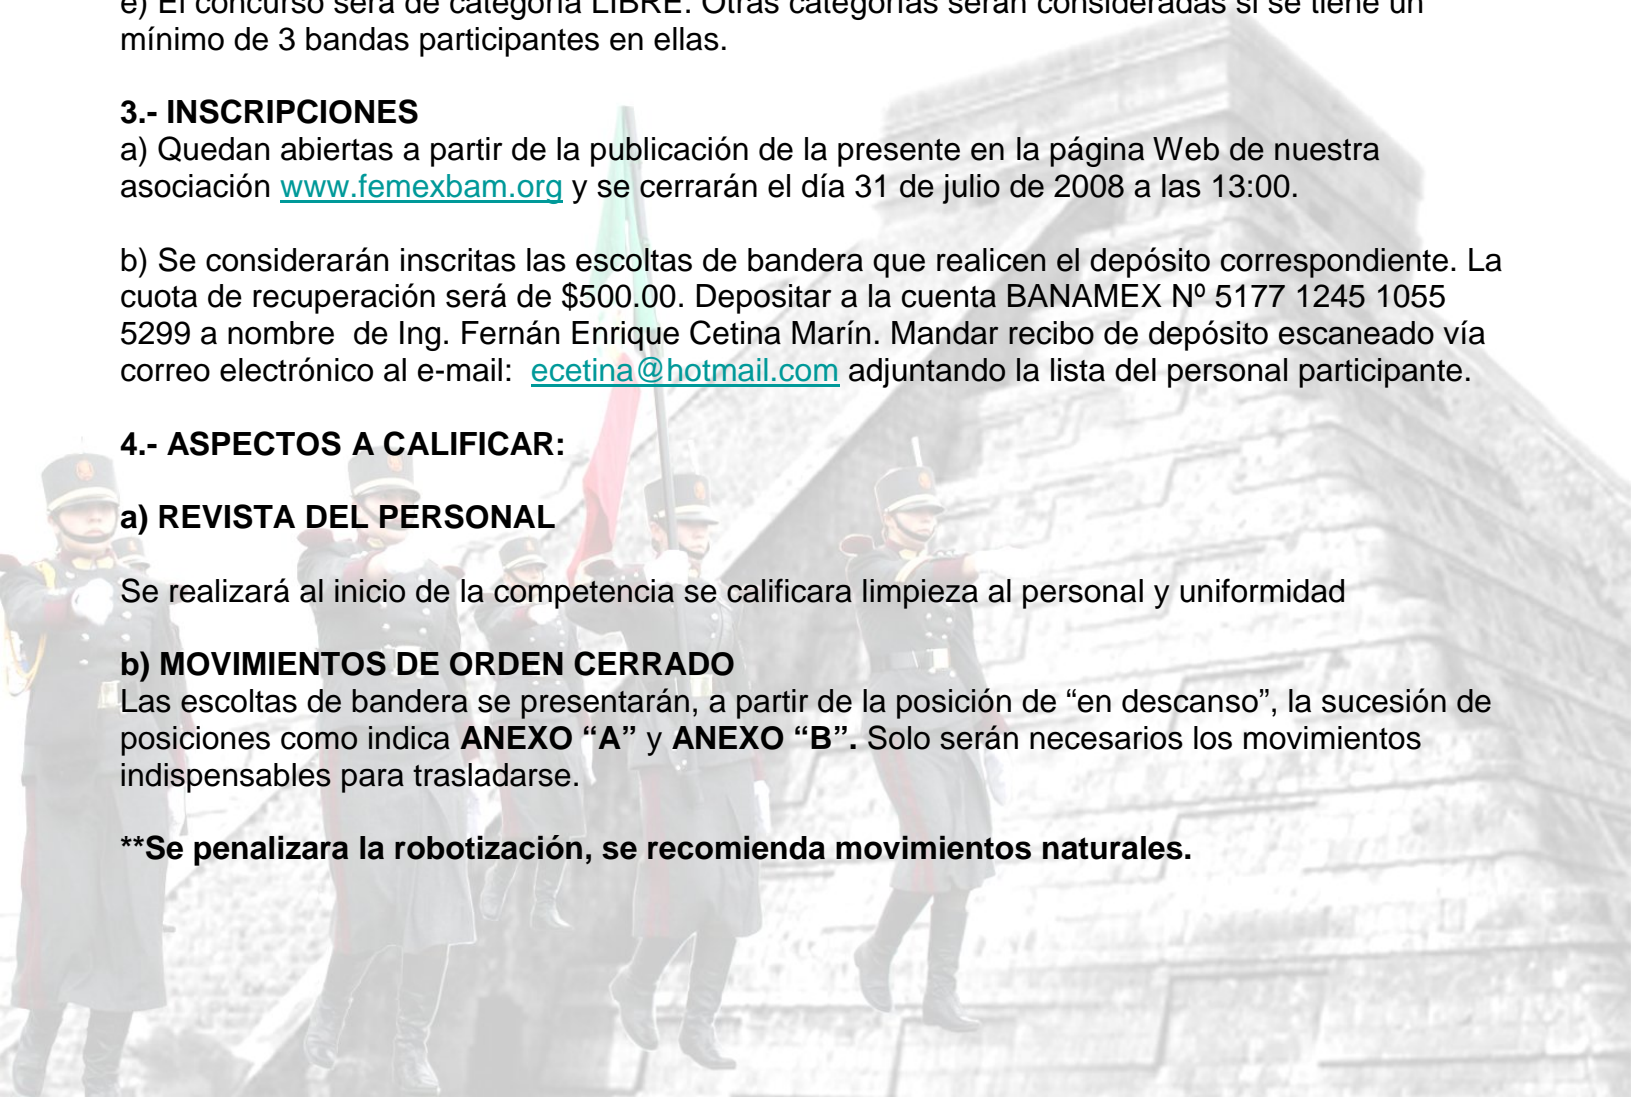 e) El concurso será de categoría LIBRE. Otras categorías serán consideradas si se tiene un
mínimo de 3 bandas participantes en ellas.
3.- INSCRIPCIONES
a) Quedan abiertas a partir de la publicación de la presente en la página Web de nuestra
asociación www.femexbam.org y se cerrarán el día 31 de julio de 2008 a las 13:00.
b) Se considerarán inscritas las escoltas de bandera que realicen el depósito correspondiente. La
cuota de recuperación será de $500.00. Depositar a la cuenta BANAMEX Nº 5177 1245 1055
5299 a nombre  de Ing. Fernán Enrique Cetina Marín. Mandar recibo de depósito escaneado vía
correo electrónico al e-mail:  ecetina@hotmail.com adjuntando la lista del personal participante.
4.- ASPECTOS A CALIFICAR:
a) REVISTA DEL PERSONAL
Se realizará al inicio de la competencia se calificara limpieza al personal y uniformidad
b) MOVIMIENTOS DE ORDEN CERRADO
Las escoltas de bandera se presentarán, a partir de la posición de “en descanso”, la sucesión de
posiciones como indica ANEXO “A” y ANEXO “B”. Solo serán necesarios los movimientos
indispensables para trasladarse.
**Se penalizara la robotización, se recomienda movimientos naturales.